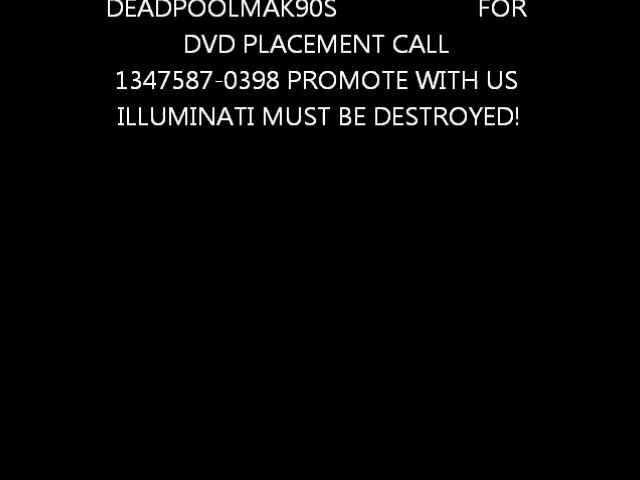 DEADPOOLMAK90S FOR
DVD PLACEMENT CALL
1347587-0398 PROMOTE WITH US
ILLUMINATI MUST BE DESTROYED!